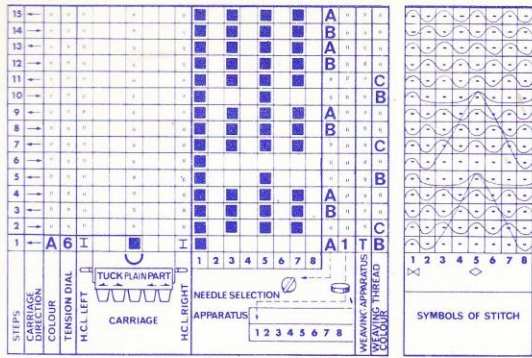 15 A
14 B
13 A
12 B
11 C
10 B
9 A
8 B
7 C
6
5 B
4 A
3 B
2 C
1 A 6 I I A 1 T B
1 2 3 4 5 6 7 8
1 2 3 4 5 6 7 8
STEPS
CARRIAGE DIRECTION
COLOUR
TENSION DIAL
H.C.L. LEFT
TUCK PLAIN PART
CARRIAGE
H.C.L. RIGHT
NEEDLE SELECTION
APPARATUS
1 2 3 4 5 6 7 8
WEAVING APPARATUS
WEAVING THREAD
COLOUR
SYMBOLS OF STITCH